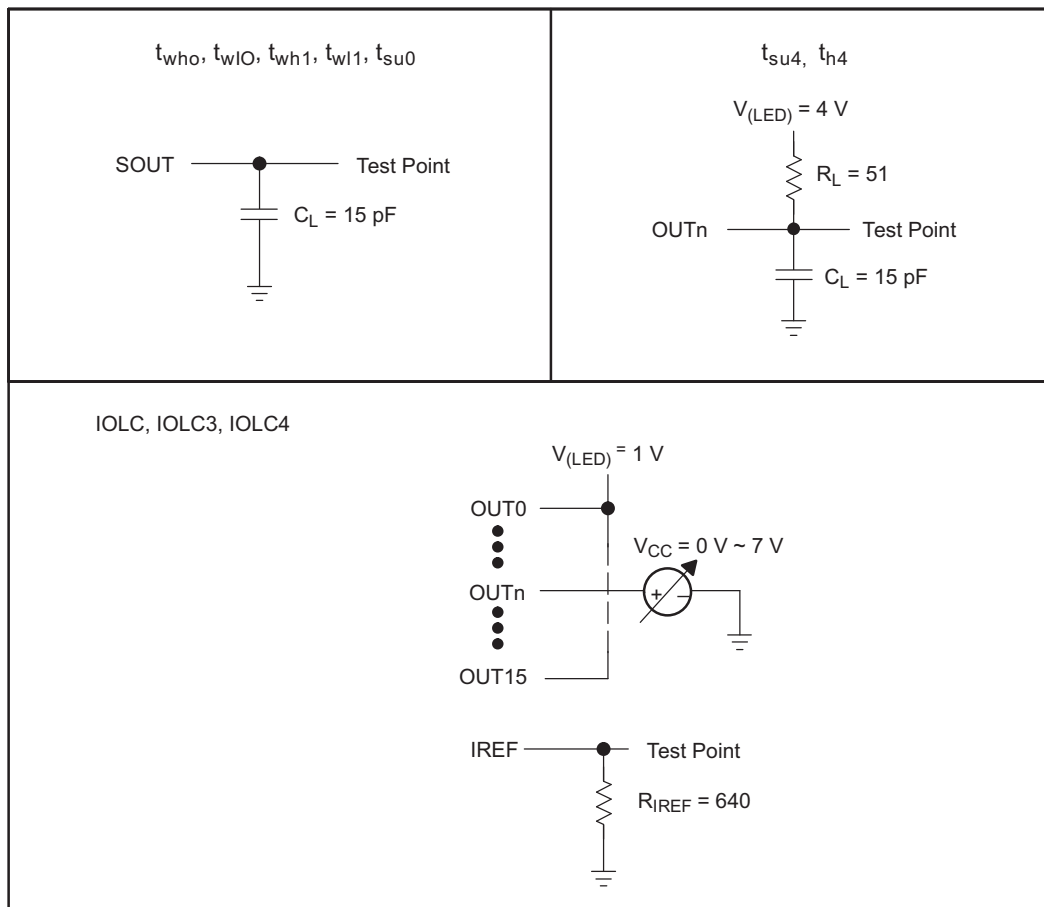 t_who, t_wlO, t_wh1, t_wl1, t_su0
SOUT
Test Point
C_L = 15 pF
t_su4, t_h4
V_(LED) = 4 V
R_L = 51
OUTn
Test Point
C_L = 15 pF
IOLC, IOLC3, IOLC4
V_(LED) = 1 V
OUT0
V_CC = 0 V ~ 7 V
OUTn
+ −
OUT15
IREF
Test Point
R_IREF = 640